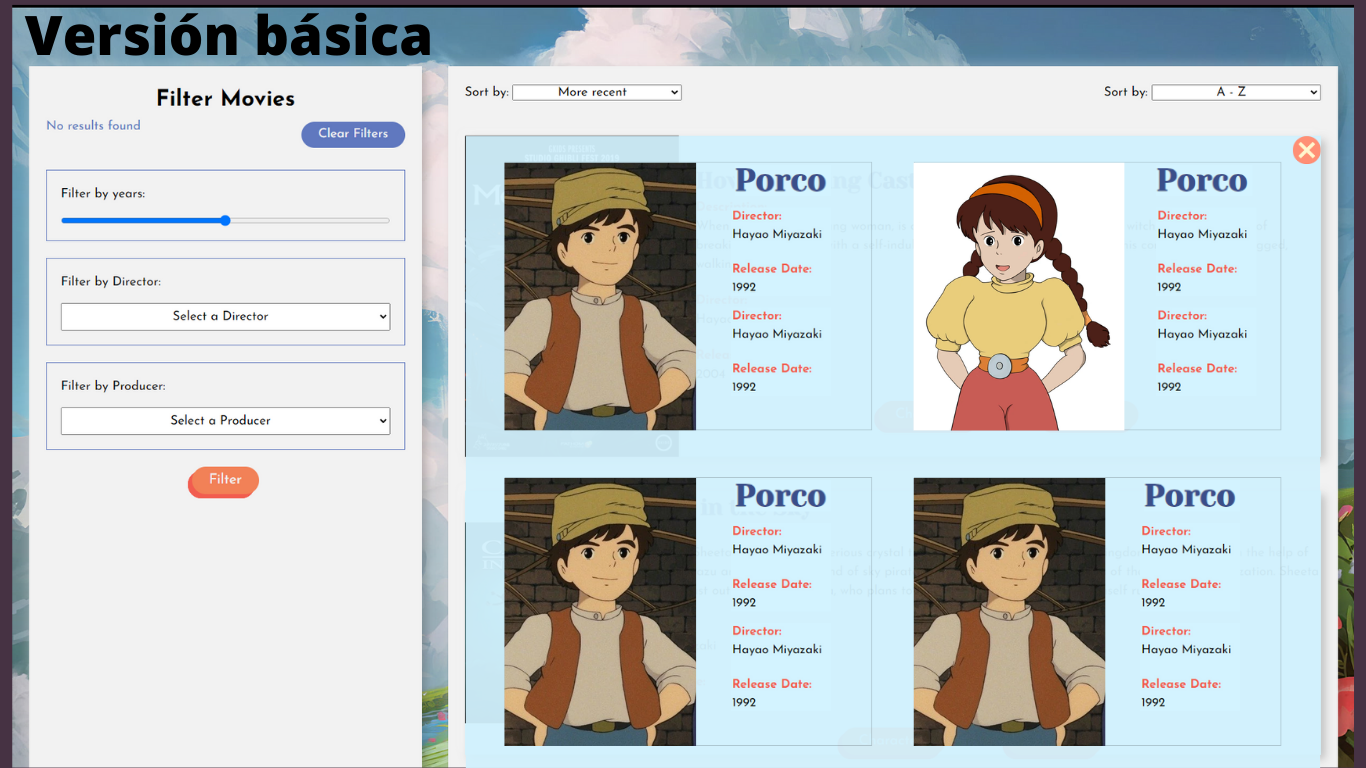 Versión básica
Filter Movies
No results found
Clear Filters
Filter by years:
Filter by Director:
Select a Director
Filter by Producer:
Select a Producer
Filter
Sort by: More recent
Sort by: A - Z
Porco
Director:
Hayao Miyazaki
Release Date:
1992
Director:
Hayao Miyazaki
Release Date:
1992
Porco
Director:
Hayao Miyazaki
Release Date:
1992
Director:
Hayao Miyazaki
Release Date:
1992
Porco
Director:
Hayao Miyazaki
Release Date:
1992
Director:
Hayao Miyazaki
Release Date:
1992
Porco
Director:
Hayao Miyazaki
Release Date:
1992
Director:
Hayao Miyazaki
Release Date:
1992